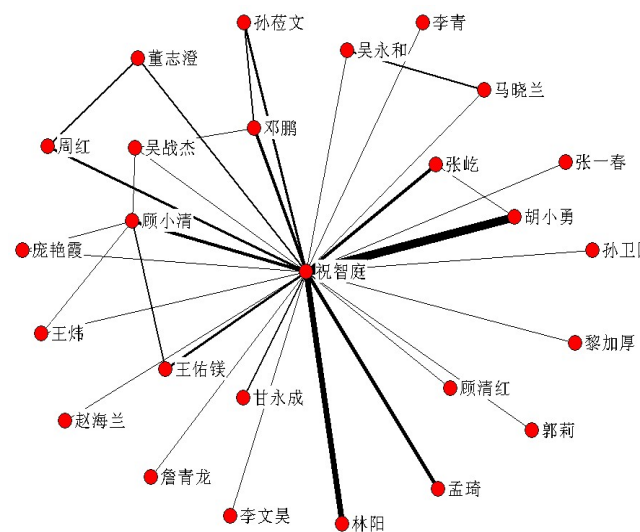 孙莅文
李青
吴永和
董志澄
马晓兰
邓鹏
周红
吴战杰
张屹
张一春
胡小勇
顾小清
庞艳霞
孙卫
祝智庭
王炜
黎加厚
王佑镁
顾清红
甘永成
赵海兰
郭莉
詹青龙
孟琦
李文昊
林阳